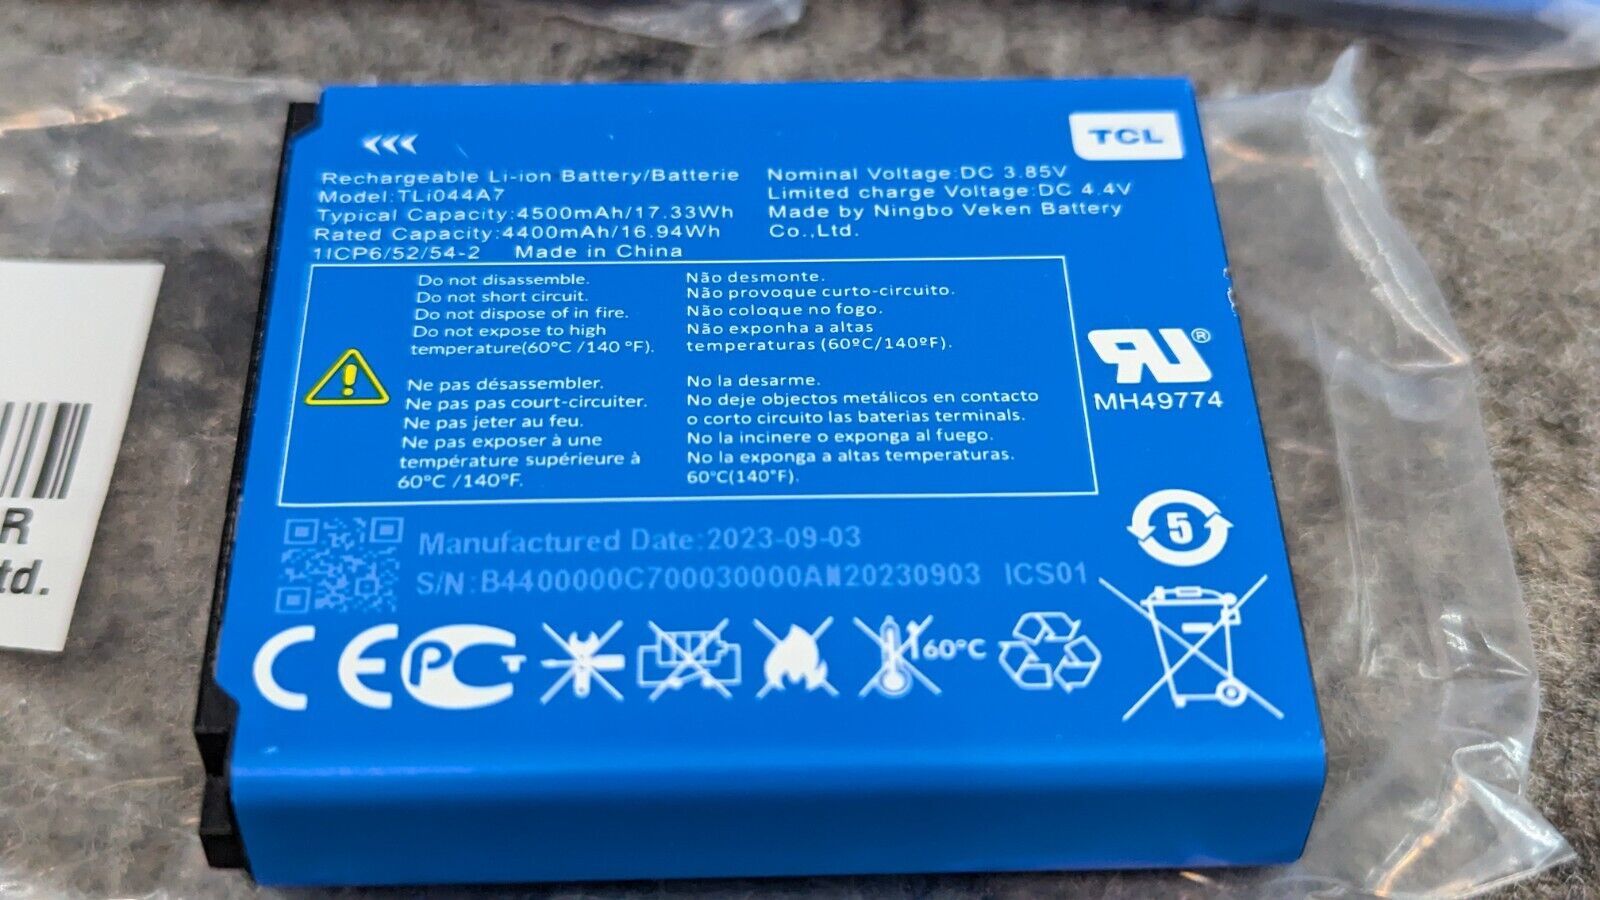 TCL
Rechargeable Li-ion Battery/Batterie
Model:TLi044A7
Typical Capacity:4500mAh/17.33Wh
Rated Capacity:4400mAh/16.94Wh
1ICP6/52/54-2 Made in China
Nominal Voltage:DC 3.85V
Limited charge Voltage:DC 4.4V
Made by Ningbo Veken Battery
Co.,Ltd.
Do not disassemble.
Do not short circuit.
Do not dispose of in fire.
Do not expose to high
temperature(60°C /140 °F).
Não desmonte.
Não provoque curto-circuito.
Não coloque no fogo.
Não exponha a altas
temperaturas (60ºC/140ºF).
Ne pas désassembler.
Ne pas pas court-circuiter.
Ne pas jeter au feu.
Ne pas exposer à une
température supérieure à
60°C /140°F.
No la desarme.
No deje objetos metálicos en contacto
o corto circuito las baterias terminals.
No la incinere o exponga al fuego.
No la exponga a altas temperaturas.
60°C(140°F).
®
MH49774
5
Manufactured Date:2023-09-03
S/N:B4400000C700030000AN20230903 ICS01
CE PCT
60°C
R
td.